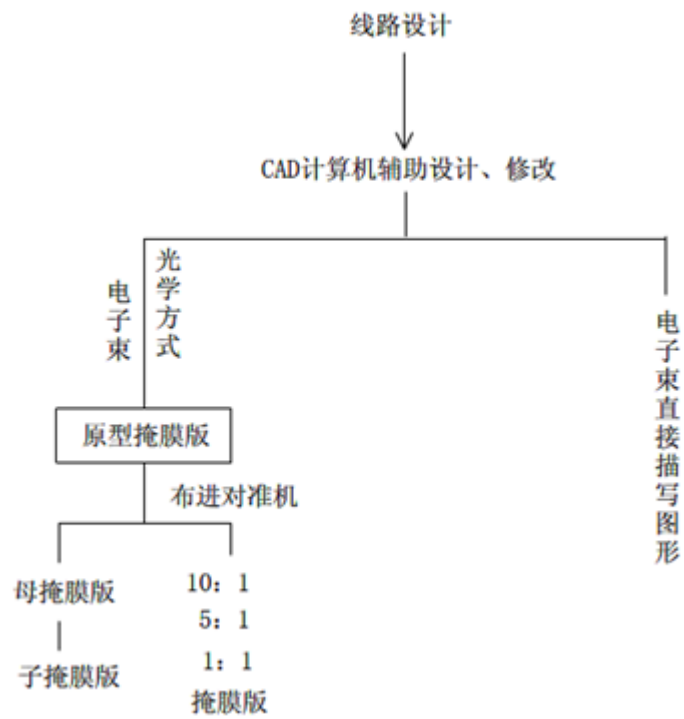 线路设计
CAD计算机辅助设计、修改
电子束
光学方式
电子束直接描写图形
原型掩膜版
布进对准机
母掩膜版
子掩膜版
10：1
5：1
1：1
掩膜版